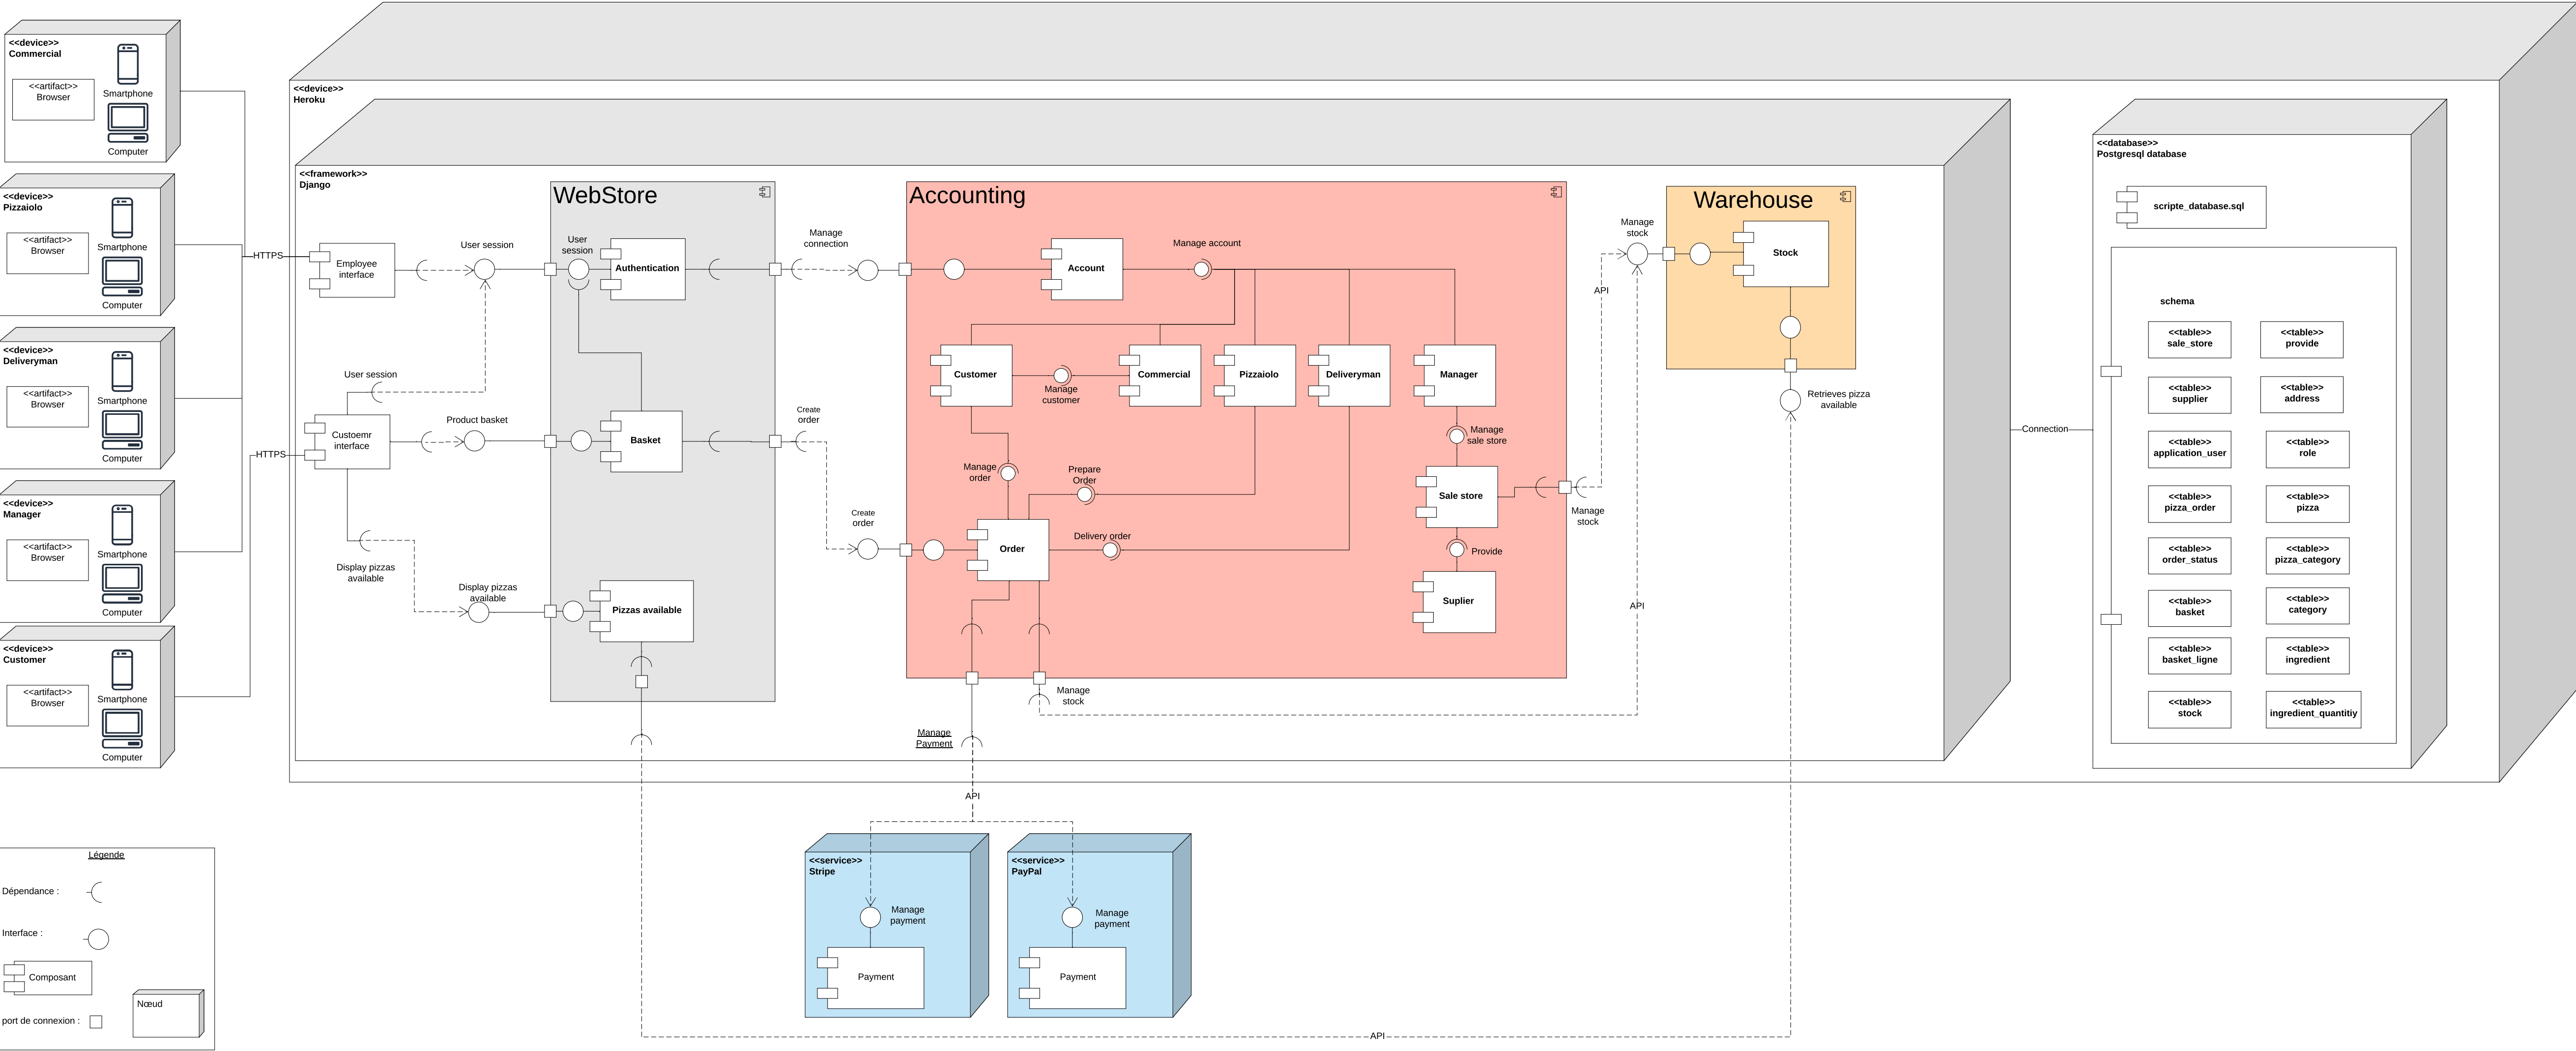 <<device>>
Commercial
<<artifact>>
Browser
Smartphone
Computer
<<device>>
Pizzaiolo
<<artifact>>
Browser
Smartphone
Computer
<<device>>
Deliveryman
<<artifact>>
Browser
Smartphone
Computer
<<device>>
Manager
<<artifact>>
Browser
Smartphone
Computer
<<device>>
Customer
<<artifact>>
Browser
Smartphone
Computer
HTTPS
HTTPS
<<device>>
Heroku
<<framework>>
Django
Employee
interface
User session
User session
Custoemr
interface
Product basket
Display pizzas
available
Display pizzas
available
WebStore
User
session
Authentication
Basket
Pizzas available
Manage
connection
Create
order
Create
order
Accounting
Account
Manage account
Customer
Manage
customer
Commercial
Pizzaiolo
Deliveryman
Manager
Manage
sale store
Manage
order
Prepare
Order
Sale store
Order
Delivery order
Provide
Suplier
Manage
stock
Manage
stock
Manage
Payment
API
Manage
stock
API
API
Warehouse
Stock
Retrieves pizza
available
Connection
<<database>>
Postgresql database
scripte_database.sql
schema
<<table>>
sale_store
<<table>>
provide
<<table>>
supplier
<<table>>
address
<<table>>
application_user
<<table>>
role
<<table>>
pizza_order
<<table>>
pizza
<<table>>
order_status
<<table>>
pizza_category
<<table>>
basket
<<table>>
category
<<table>>
basket_ligne
<<table>>
ingredient
<<table>>
stock
<<table>>
ingredient_quantitiy
<<service>>
Stripe
Manage
payment
Payment
<<service>>
PayPal
Manage
payment
Payment
API
Légende
Dépendance :
Interface :
Composant
Nœud
port de connexion :